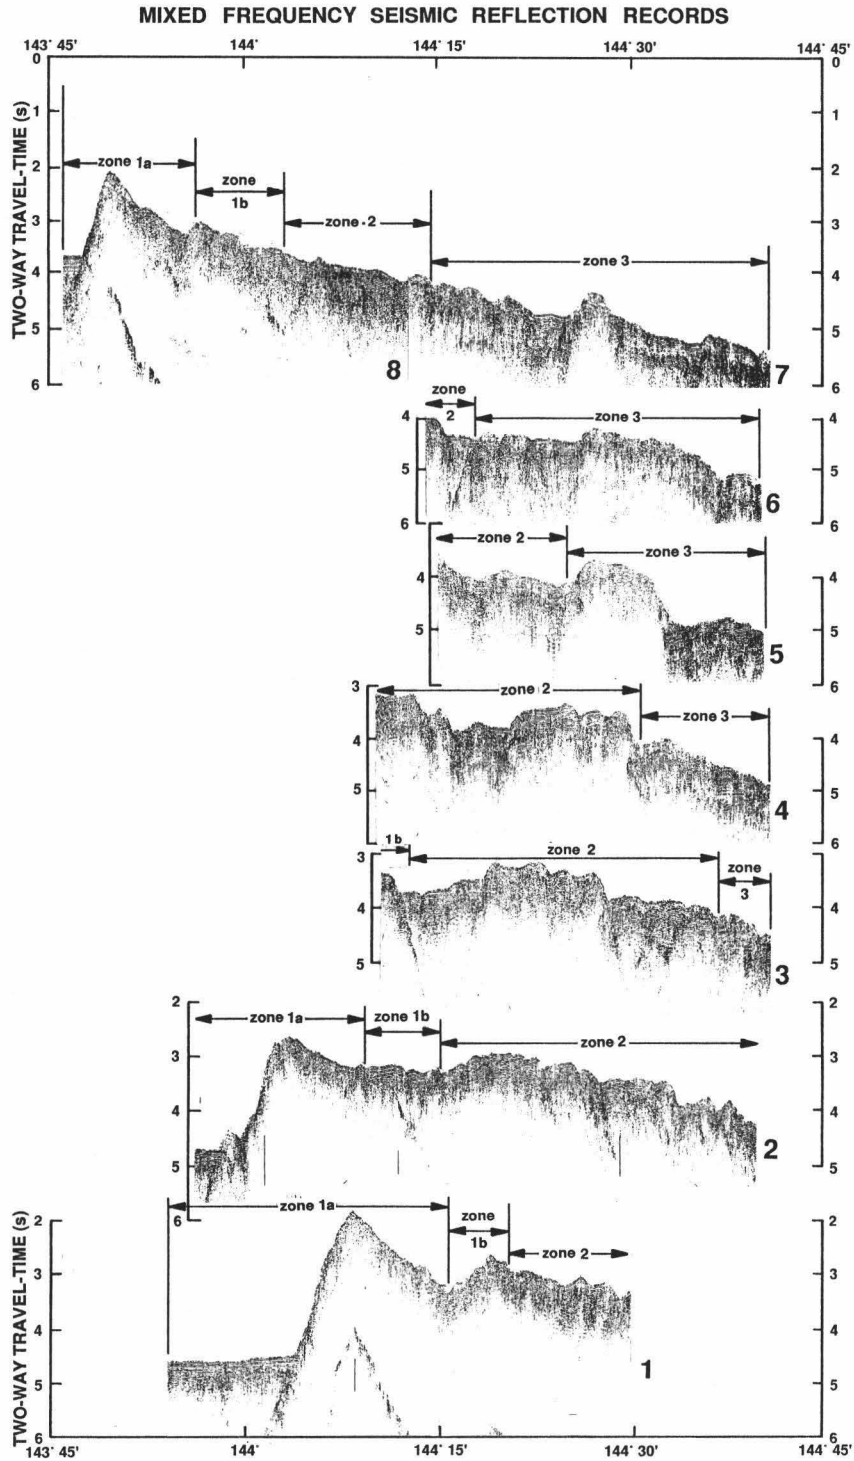 MIXED FREQUENCY SEISMIC REFLECTION RECORDS
143° 45' 144° 144° 15' 144° 30' 144° 45'
TWO-WAY TRAVEL-TIME (s)
0 0
1 1
2 2
3 3
4 4
5 5
6 6
zone 1a
zone 1b
zone 2
zone 3
8 7
zone 2
zone 3
4 4
5 5
6 6
6
zone 2
zone 3
4 4
5 5
6
5
3
zone 2
zone 3
4 4
5 5
6 6
4
1b
zone 2
zone 3
3 3
4 4
5 5
3
2 2
zone 1a
zone 1b
zone 2
3 3
4 4
5 5
6
2
zone 1a
zone 1b
zone 2
TWO-WAY TRAVEL-TIME (s)
2 2
3 3
4 4
5 5
6 6
1
143° 45' 144° 144° 15' 144° 30' 144° 45'